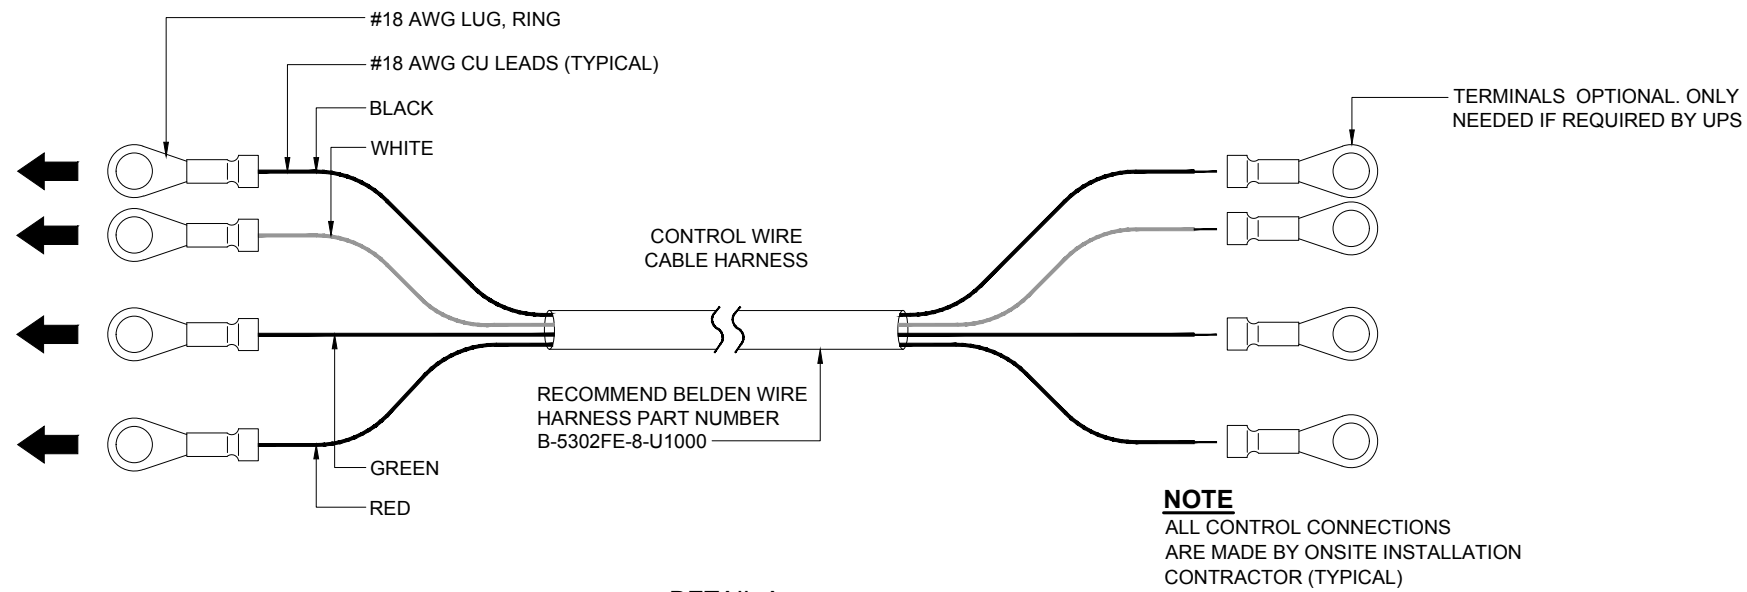 #18 AWG LUG, RING
#18 AWG CU LEADS (TYPICAL)
BLACK
WHITE
TERMINALS OPTIONAL. ONLY
NEEDED IF REQUIRED BY UPS
CONTROL WIRE
CABLE HARNESS
RECOMMEND BELDEN WIRE
HARNESS PART NUMBER
B-5302FE-8-U1000
GREEN
RED
NOTE
ALL CONTROL CONNECTIONS
ARE MADE BY ONSITE INSTALLATION
CONTRACTOR (TYPICAL)